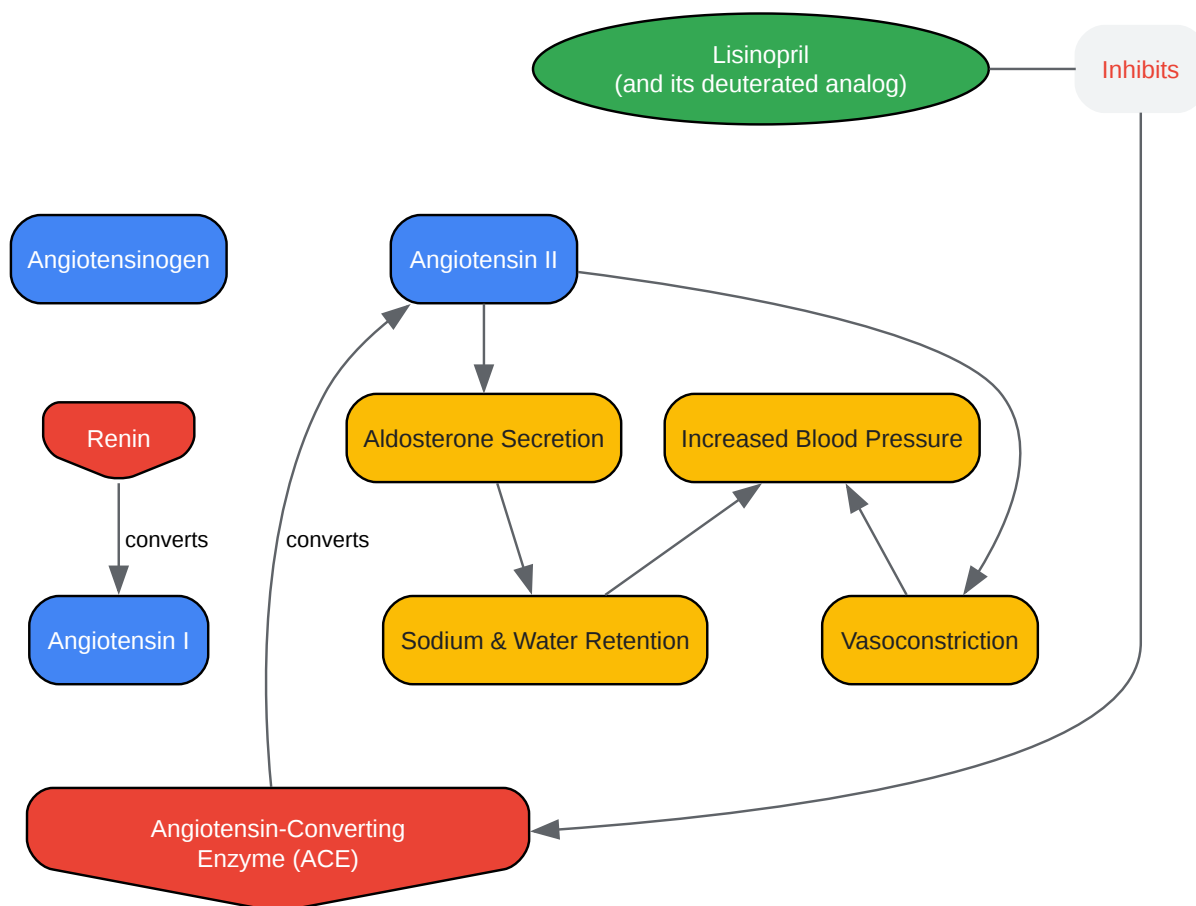 Lisinopril
(and its deuterated analog)
Inhibits
Angiotensinogen
Angiotensin II
Renin
Aldosterone Secretion
Increased Blood Pressure
converts
converts
Angiotensin I
Sodium & Water Retention
Vasoconstriction
Angiotensin-Converting
Enzyme (ACE)